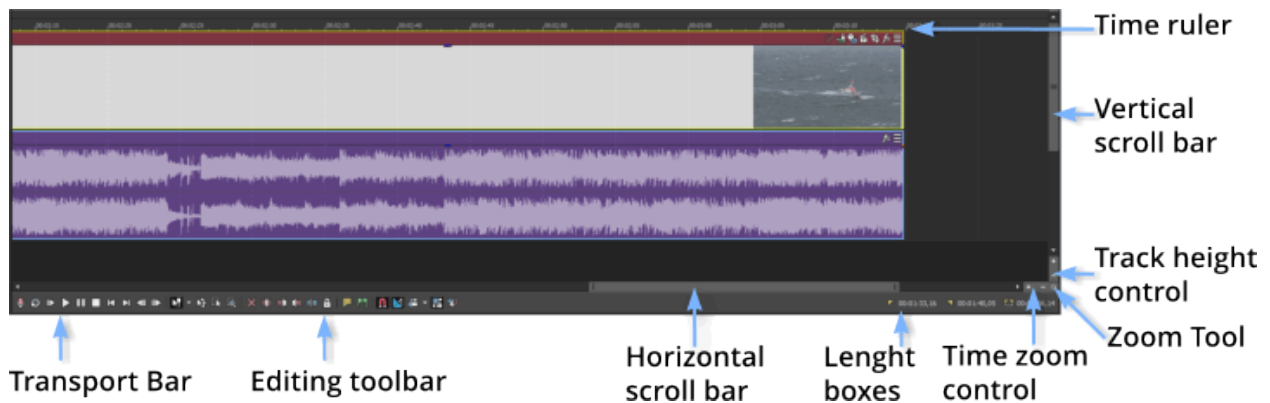 Time ruler
Vertical
scroll bar
Track height
control
Zoom Tool
Transport Bar
Editing toolbar
Horizontal
scroll bar
Lenght
boxes
Time zoom
control